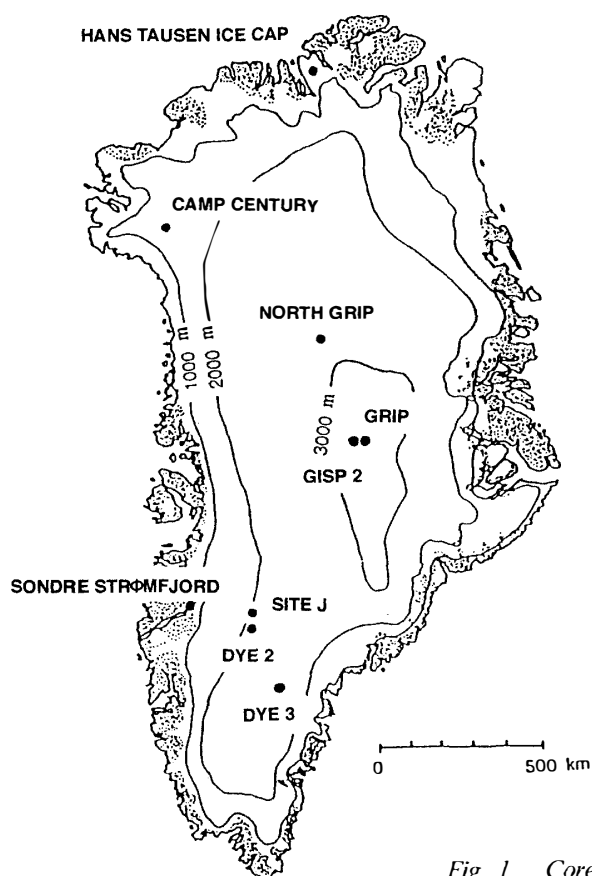 HANS TAUSEN ICE CAP
CAMP CENTURY
NORTH GRIP
1000 m
2000 m
3000 m
GRIP
GISP 2
SONDRE STRΦMFJORD
SITE J
DYE 2
DYE 3
0 500 km
Fig. 1. Core